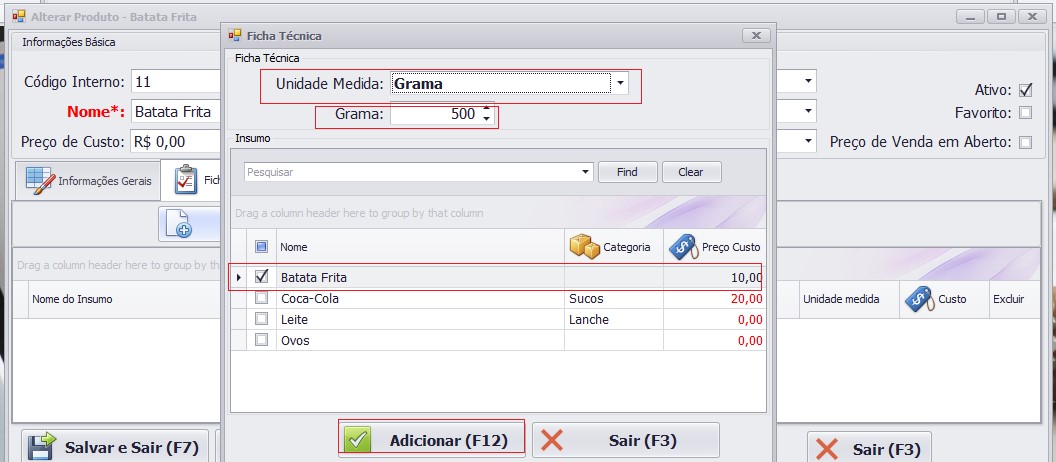 Alterar Produto - Batata Frita
Informações Básica
Código Interno: 11
Nome*: Batata Frita
Preço de Custo: R$ 0,00
Ativo:
Favorito:
Preço de Venda em Aberto:
Informações Gerais
Fich
Drag a column header here to group by th
Nome do Insumo
Unidade medida
Custo
Excluir
Salvar e Sair (F7)
Sair (F3)
Ficha Técnica
Ficha Técnica
Unidade Medida: Grama
Grama: 500
Insumo
Pesquisar
Find
Clear
Drag a column header here to group by that column
Nome Categoria Preço Custo
Batata Frita 10,00
Coca-Cola Sucos 20,00
Leite Lanche 0,00
Ovos 0,00
Adicionar (F12)
Sair (F3)